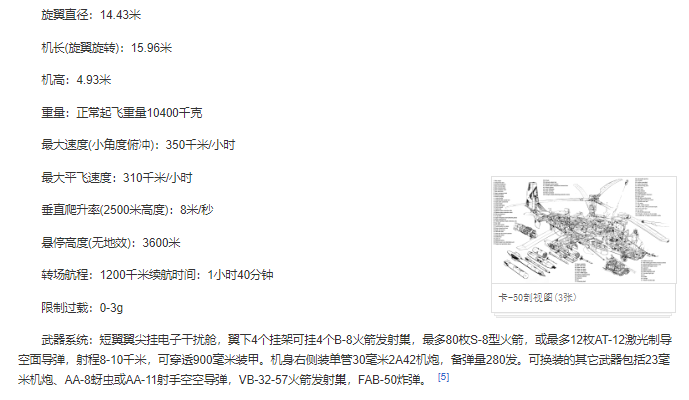 旋翼直径：14.43米
机长(旋翼旋转)：15.96米
机高：4.93米
重量：正常起飞重量10400千克
最大速度(小角度俯冲)：350千米/小时
最大平飞速度：310千米/小时
垂直爬升率(2500米高度)：8米/秒
悬停高度(无地效)：3600米
转场航程：1200千米续航时间：1小时40分钟
限制过载：0-3g
卡-50剖视图(3张)
武器系统：短翼翼尖挂电子干扰舱，翼下4个挂架可挂4个B-8火箭发射巢，最多80枚S-8型火箭，或最多12枚AT-12激光制导
空面导弹，射程8-10千米，可穿透900毫米装甲。机身右侧装单管30毫米2A42机炮，备弹量280发。可换装的其它武器包括23毫
米机炮、AA-8蚜虫或AA-11射手空空导弹，VB-32-57火箭发射巢，FAB-50炸弹。 [5]